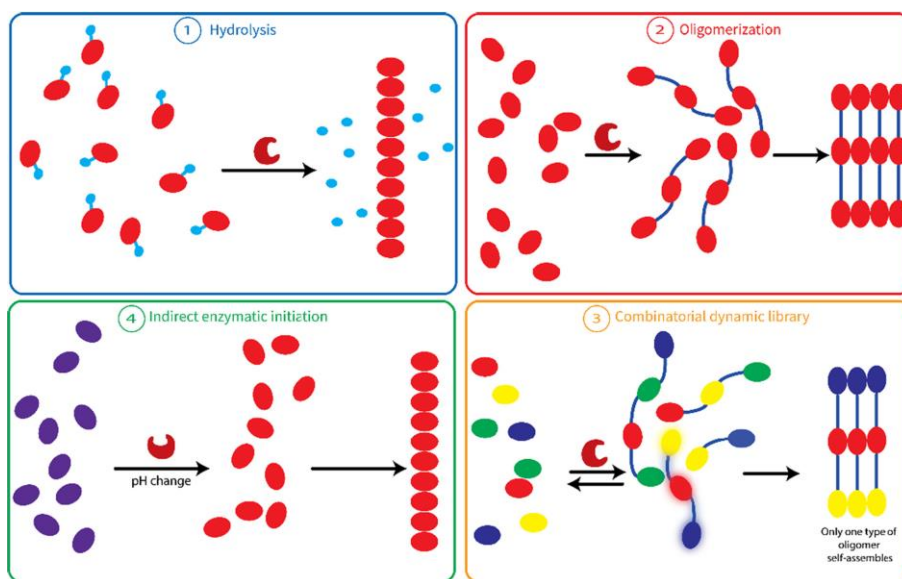 1 Hydrolysis
2 Oligomerization
4 Indirect enzymatic initiation
pH change
3 Combinatorial dynamic library
Only one type of
oligomer
self-assembles